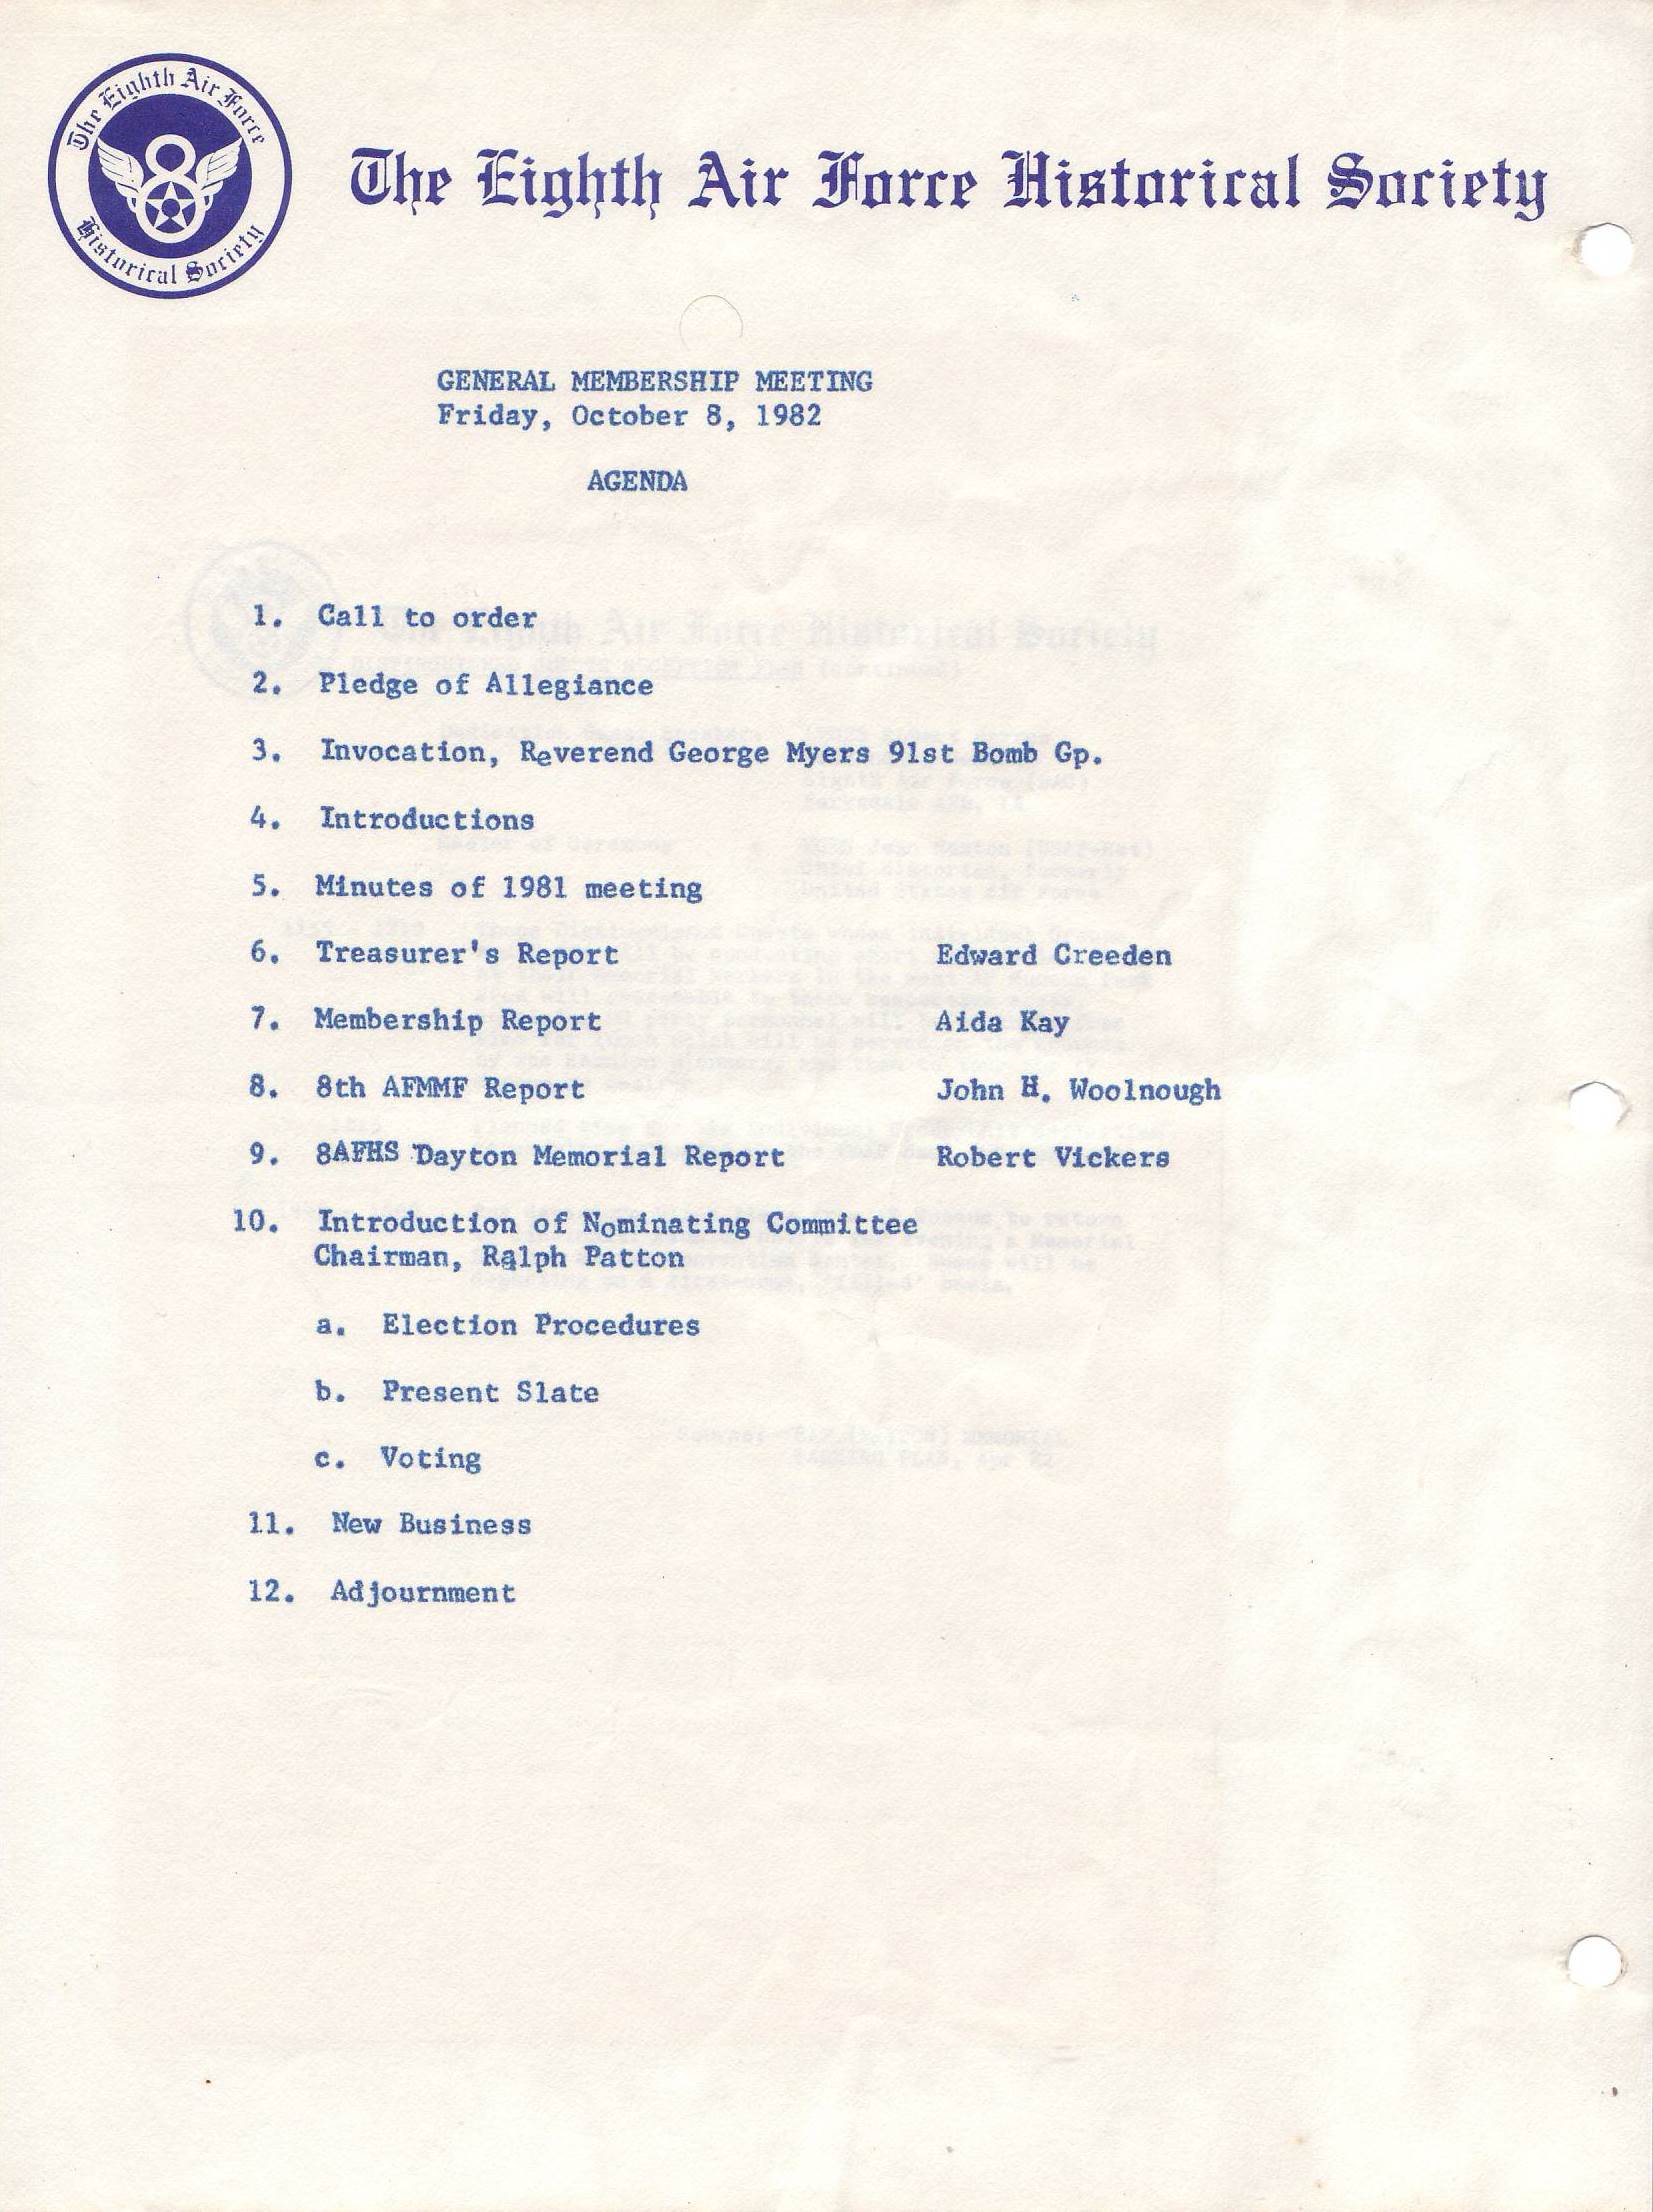 The Eighth Air Force
Historical Society
The Eighth Air Force Historical Society
GENERAL MEMBERSHIP MEETING
Friday, October 8, 1982
AGENDA
1. Call to order
2. Pledge of Allegiance
3. Invocation, Reverend George Myers 91st Bomb Gp.
4. Introductions
5. Minutes of 1981 meeting
6. Treasurer's Report Edward Creeden
7. Membership Report Aida Kay
8. 8th AFMMF Report John H. Woolnough
9. 8AFHS Dayton Memorial Report Robert Vickers
10. Introduction of Nominating Committee
Chairman, Ralph Patton
a. Election Procedures
b. Present Slate
c. Voting
11. New Business
12. Adjournment